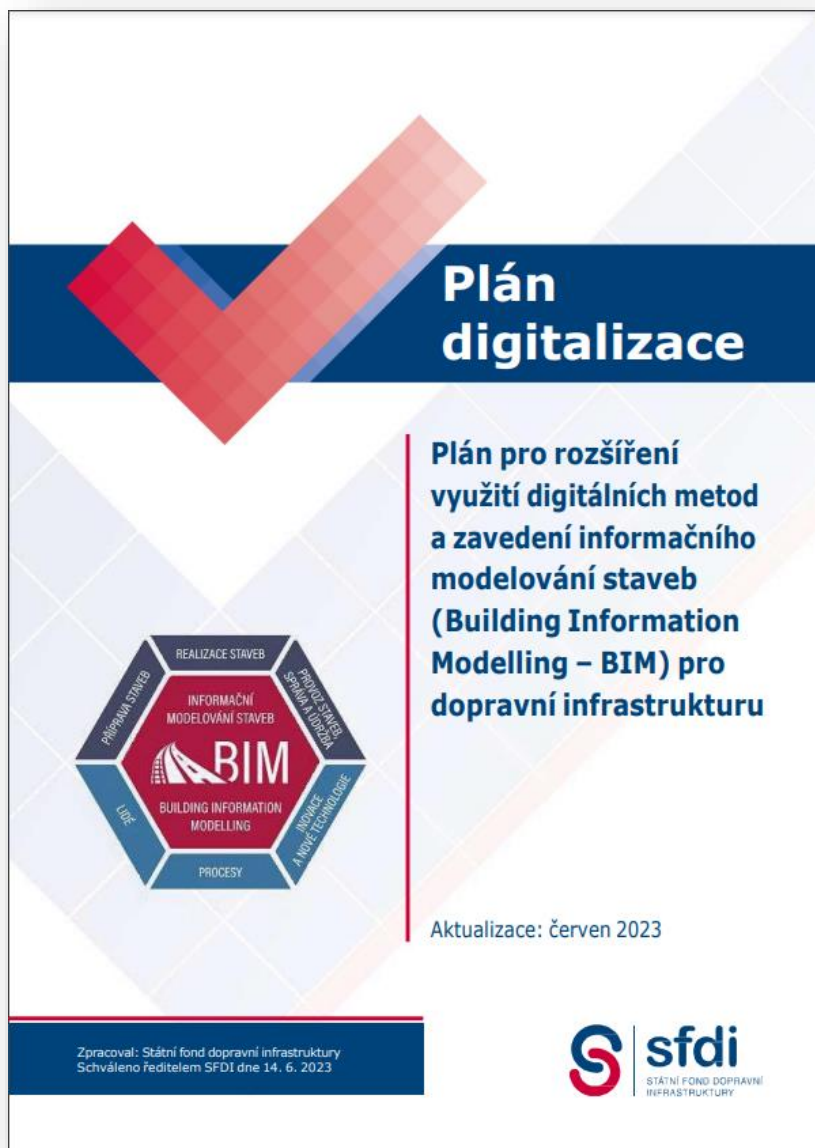 Plán
digitalizace
Plán pro rozšíření
využití digitálních metod
a zavedení informačního
modelování staveb
(Building Information
Modelling – BIM) pro
dopravní infrastrukturu
REALIZACE STAVEB
PŘÍPRAVA STAVEB
PROVOZ STAVEB,
SPRÁVA A ÚDRŽBA
INFORMAČNÍ
MODELOVÁNÍ STAVEB
BIM
BUILDING INFORMATION
MODELLING
LIDÉ
INOVACE
A NOVÉ TECHNOLOGIE
PROCESY
Aktualizace: červen 2023
Zpracoval: Státní fond dopravní infrastruktury
Schváleno ředitelem SFDI dne 14. 6. 2023
sfdi
STÁTNÍ FOND DOPRAVNÍ
INFRASTRUKTURY